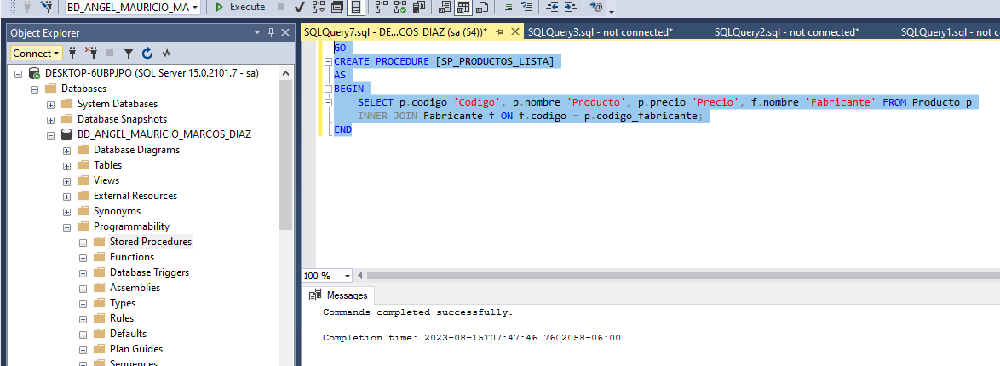 BD_ANGEL_MAURICIO_MA
Execute
Object Explorer
Connect
DESKTOP-6UBPJPO (SQL Server 15.0.2101.7 - sa)
Databases
System Databases
Database Snapshots
BD_ANGEL_MAURICIO_MARCOS_DIAZ
Database Diagrams
Tables
Views
External Resources
Synonyms
Programmability
Stored Procedures
Functions
Database Triggers
Assemblies
Types
Rules
Defaults
Plan Guides
Sequences
SQLQuery7.sql - DE...COS_DIAZ (sa (54))*
SQLQuery3.sql - not connected*
SQLQuery2.sql - not connected*
SQLQuery1.sql - not c
GO
CREATE PROCEDURE [SP_PRODUCTOS_LISTA]
AS
BEGIN
SELECT p.codigo 'Codigo', p.nombre 'Producto', p.precio 'Precio', f.nombre 'Fabricante' FROM Producto p
INNER JOIN Fabricante f ON f.codigo = p.codigo_fabricante;
END
100 %
Messages
Commands completed successfully.
Completion time: 2023-08-15T07:47:46.7602058-06:00